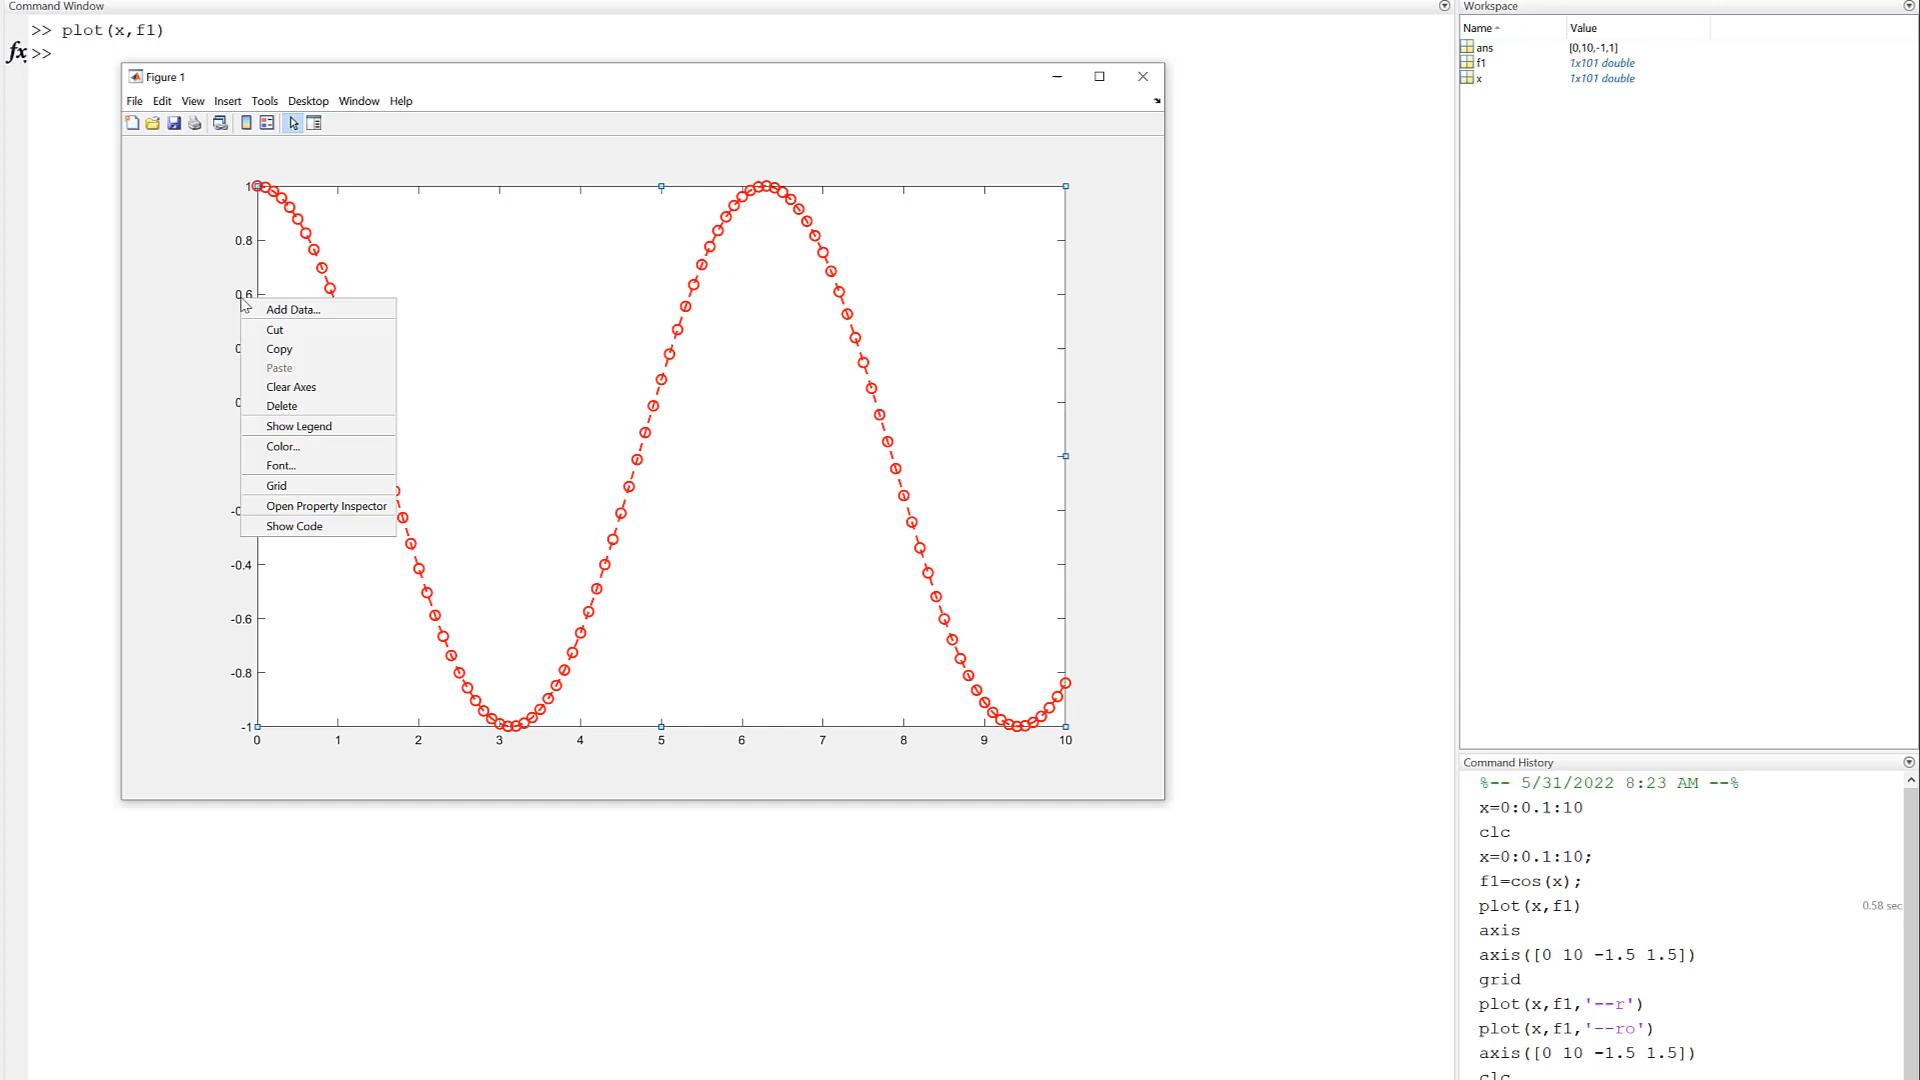 Command Window
>> plot(x,f1)
fx >>
Figure 1
File Edit View Insert Tools Desktop Window Help
1
0.8
0.6
-0.4
-0.6
-0.8
-1
0 1 2 3 4 5 6 7 8 9 10
Add Data...
Cut
Copy
Paste
Clear Axes
Delete
Show Legend
Color...
Font...
Grid
Open Property Inspector
Show Code
Workspace
Name Value
ans [0,10,-1,1]
f1 1x101 double
x 1x101 double
Command History
%-- 5/31/2022 8:23 AM --%
x=0:0.1:10
clc
x=0:0.1:10;
f1=cos(x);
plot(x,f1) 0.58 sec
axis
axis([0 10 -1.5 1.5])
grid
plot(x,f1,'--r')
plot(x,f1,'--ro')
axis([0 10 -1.5 1.5])